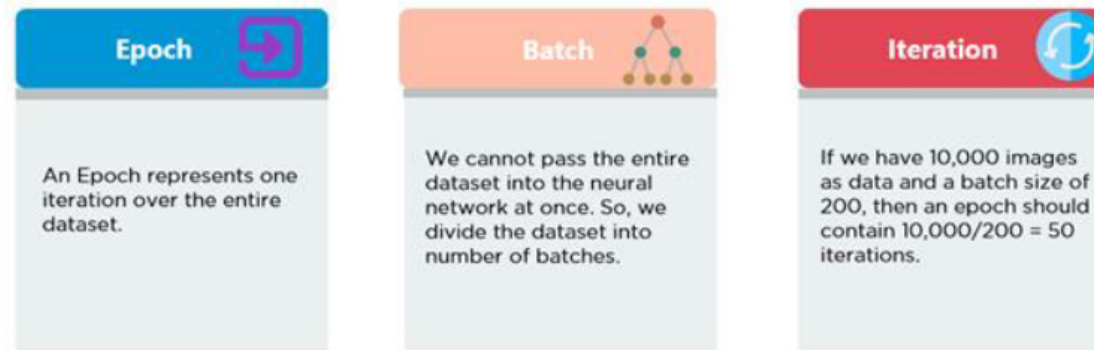 Epoch
An Epoch represents one
iteration over the entire
dataset.
Batch
We cannot pass the entire
dataset into the neural
network at once. So, we
divide the dataset into
number of batches.
Iteration
If we have 10,000 images
as data and a batch size of
200, then an epoch should
contain 10,000/200 = 50
iterations.